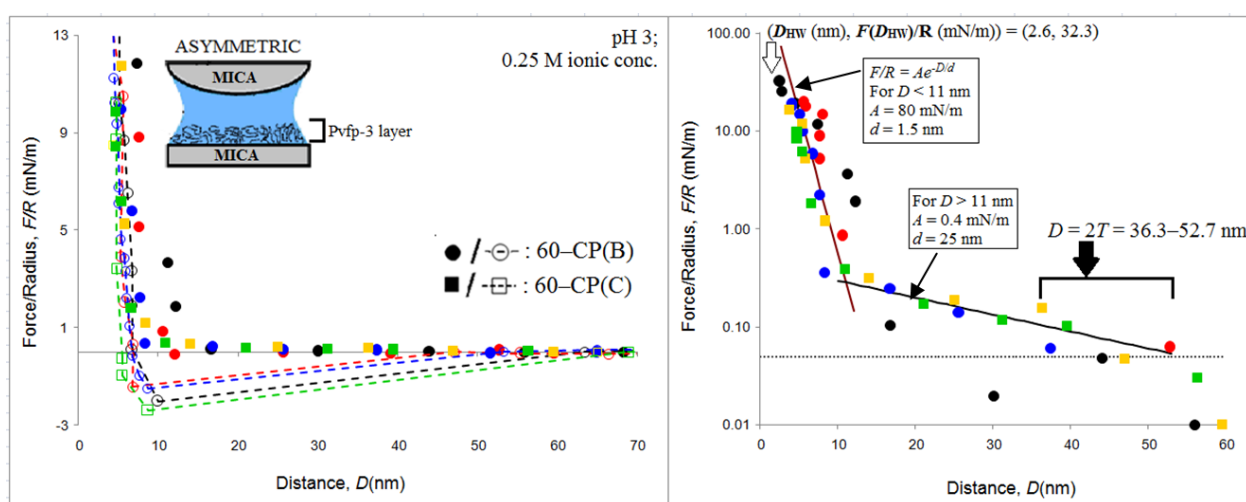 13
9
5
1
-3
0
10
20
30
40
50
60
70
Force/Radius, F/R (mN/m)
Distance, D(nm)
ASYMMETRIC
MICA
Pvfp-3 layer
MICA
pH 3;
0.25 M ionic conc.
/ : 60–CP(B)
/ : 60–CP(C)
(DHW (nm), F(DHW)/R (mN/m)) = (2.6, 32.3)
100.00
10.00
1.00
0.10
0.01
0
10
20
30
40
50
60
Force/Radius, F/R (mN/m)
Distance, D(nm)
F/R = Ae-D/d
For D < 11 nm
A = 80 mN/m
d = 1.5 nm
For D > 11 nm
A = 0.4 mN/m
d = 25 nm
D = 2T = 36.3–52.7 nm